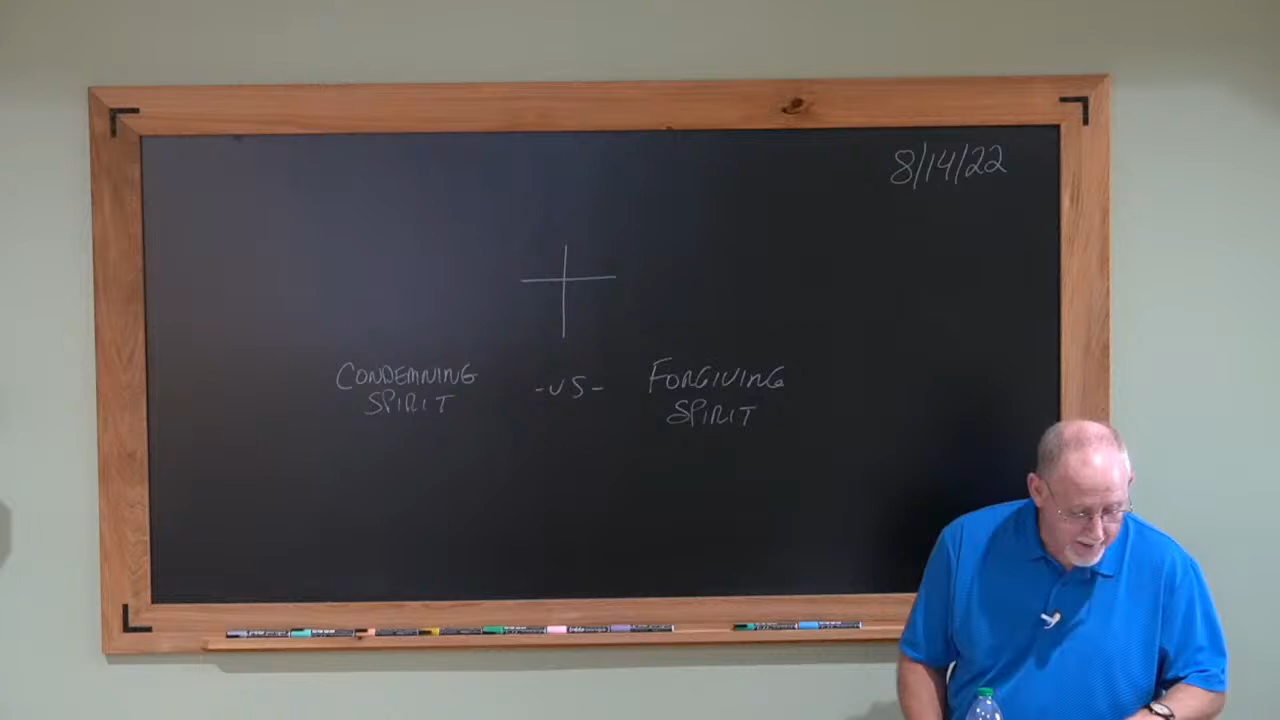 8/14/22
CONDEMNING
SPIRIT
-VS-
FORGIVING
SPIRIT